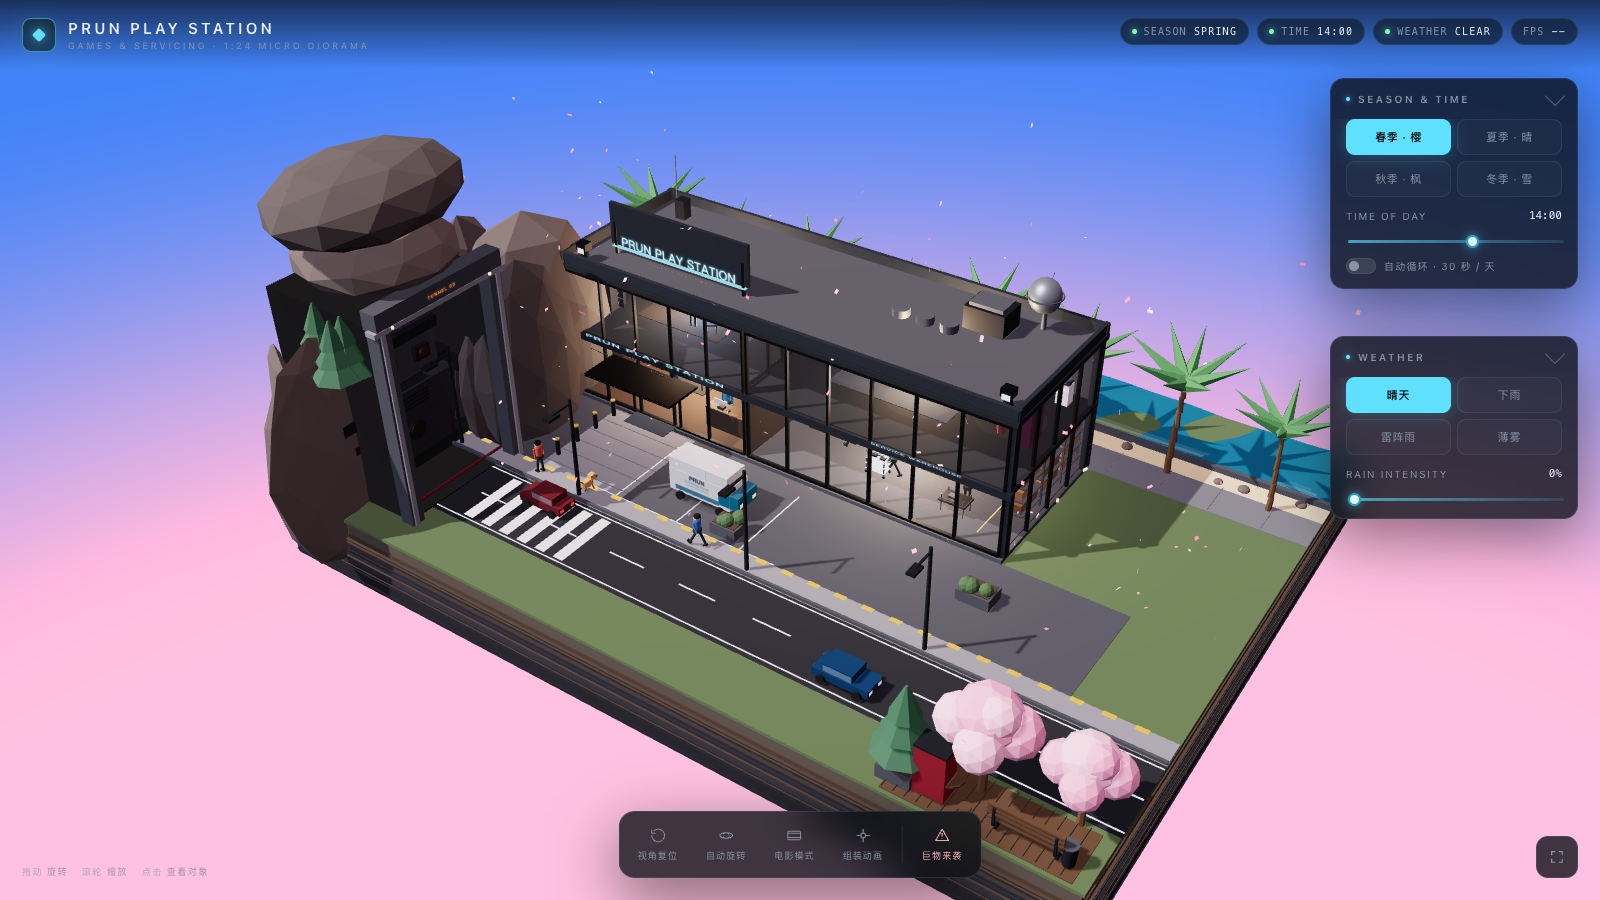 PRUN PLAY STATION
GAMES & SERVICING · 1:24 MICRO DIORAMA
SEASON SPRING
TIME 14:00
WEATHER CLEAR
FPS --
SEASON & TIME
春季 · 樱
夏季 · 晴
秋季 · 枫
冬季 · 雪
TIME OF DAY
14:00
自动循环 · 30 秒 / 天
WEATHER
晴天
下雨
雷阵雨
薄雾
RAIN INTENSITY
0%
PRUN PLAY STATION
TUNNEL 03
PRUN PLAY STATION
SERVICE WAREHOUSE
PRUN
视角复位
自动旋转
电影模式
组装动画
巨物来袭
拖动 旋转 滚轮 缩放 点击 查看对象